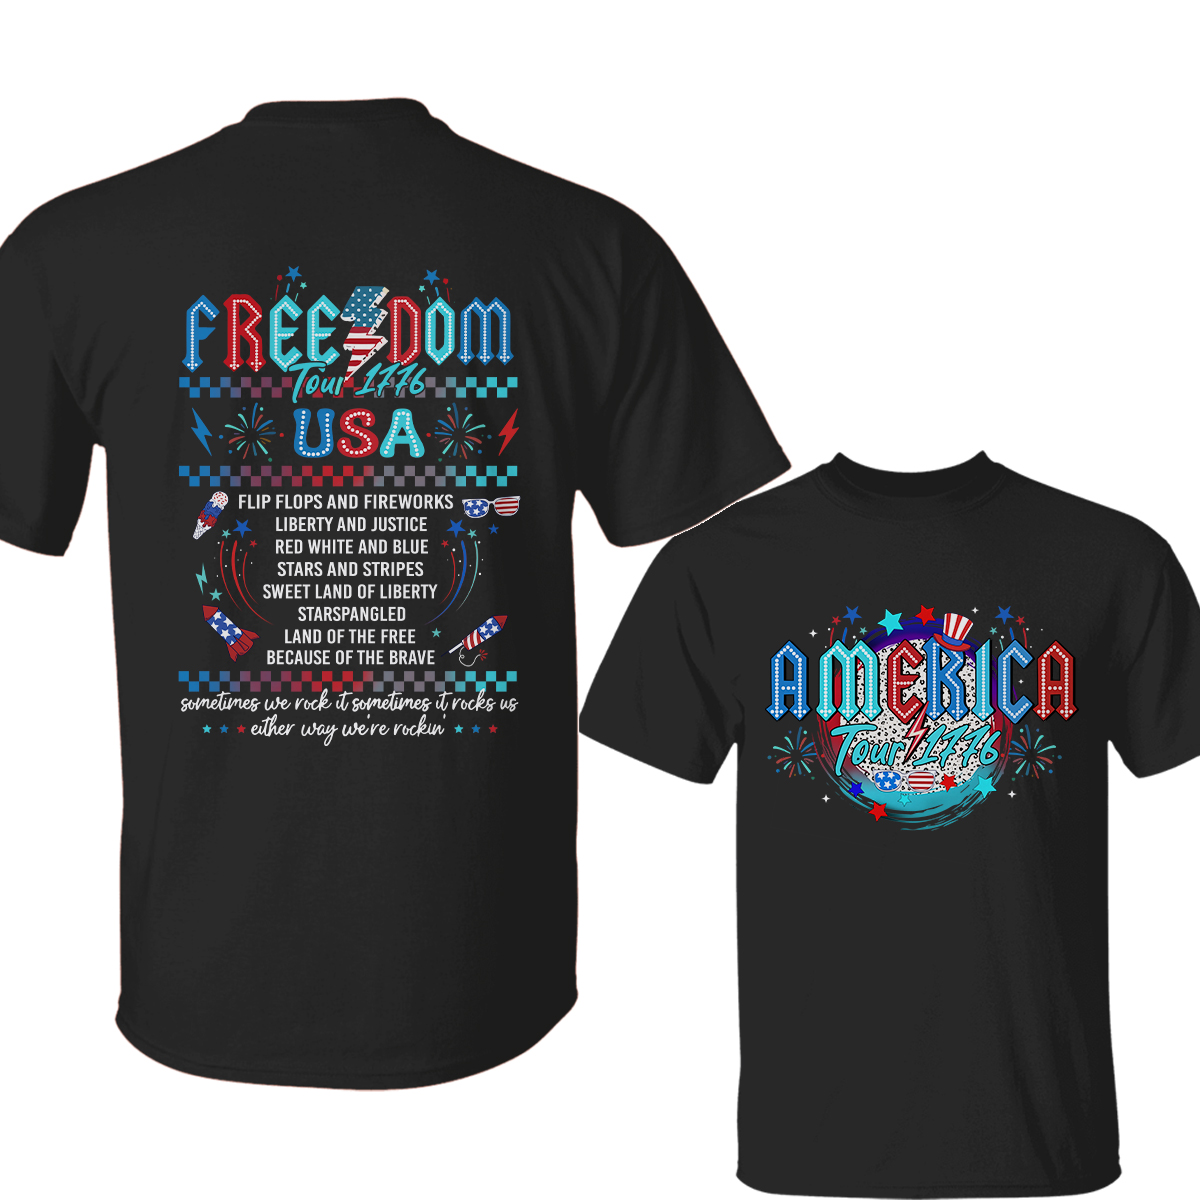 FREEDOM
Tour 1776
USA
FLIP FLOPS AND FIREWORKS
LIBERTY AND JUSTICE
RED WHITE AND BLUE
STARS AND STRIPES
SWEET LAND OF LIBERTY
STARSPANGLED
LAND OF THE FREE
BECAUSE OF THE BRAVE
sometimes we rock it sometimes it rocks us
either way we're rockin'
AMERICA
Tour 1776